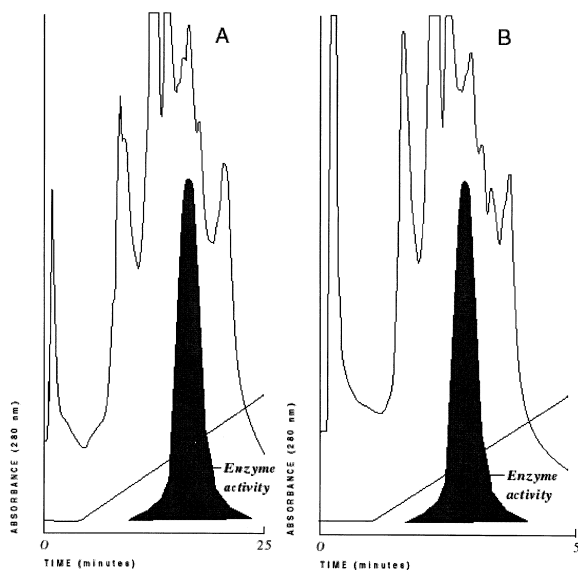 A
ABSORBANCE (280 nm)
Enzyme
activity
0
25
TIME (minutes)
B
ABSORBANCE (280 nm)
Enzyme
activity
0
5
TIME (minutes)